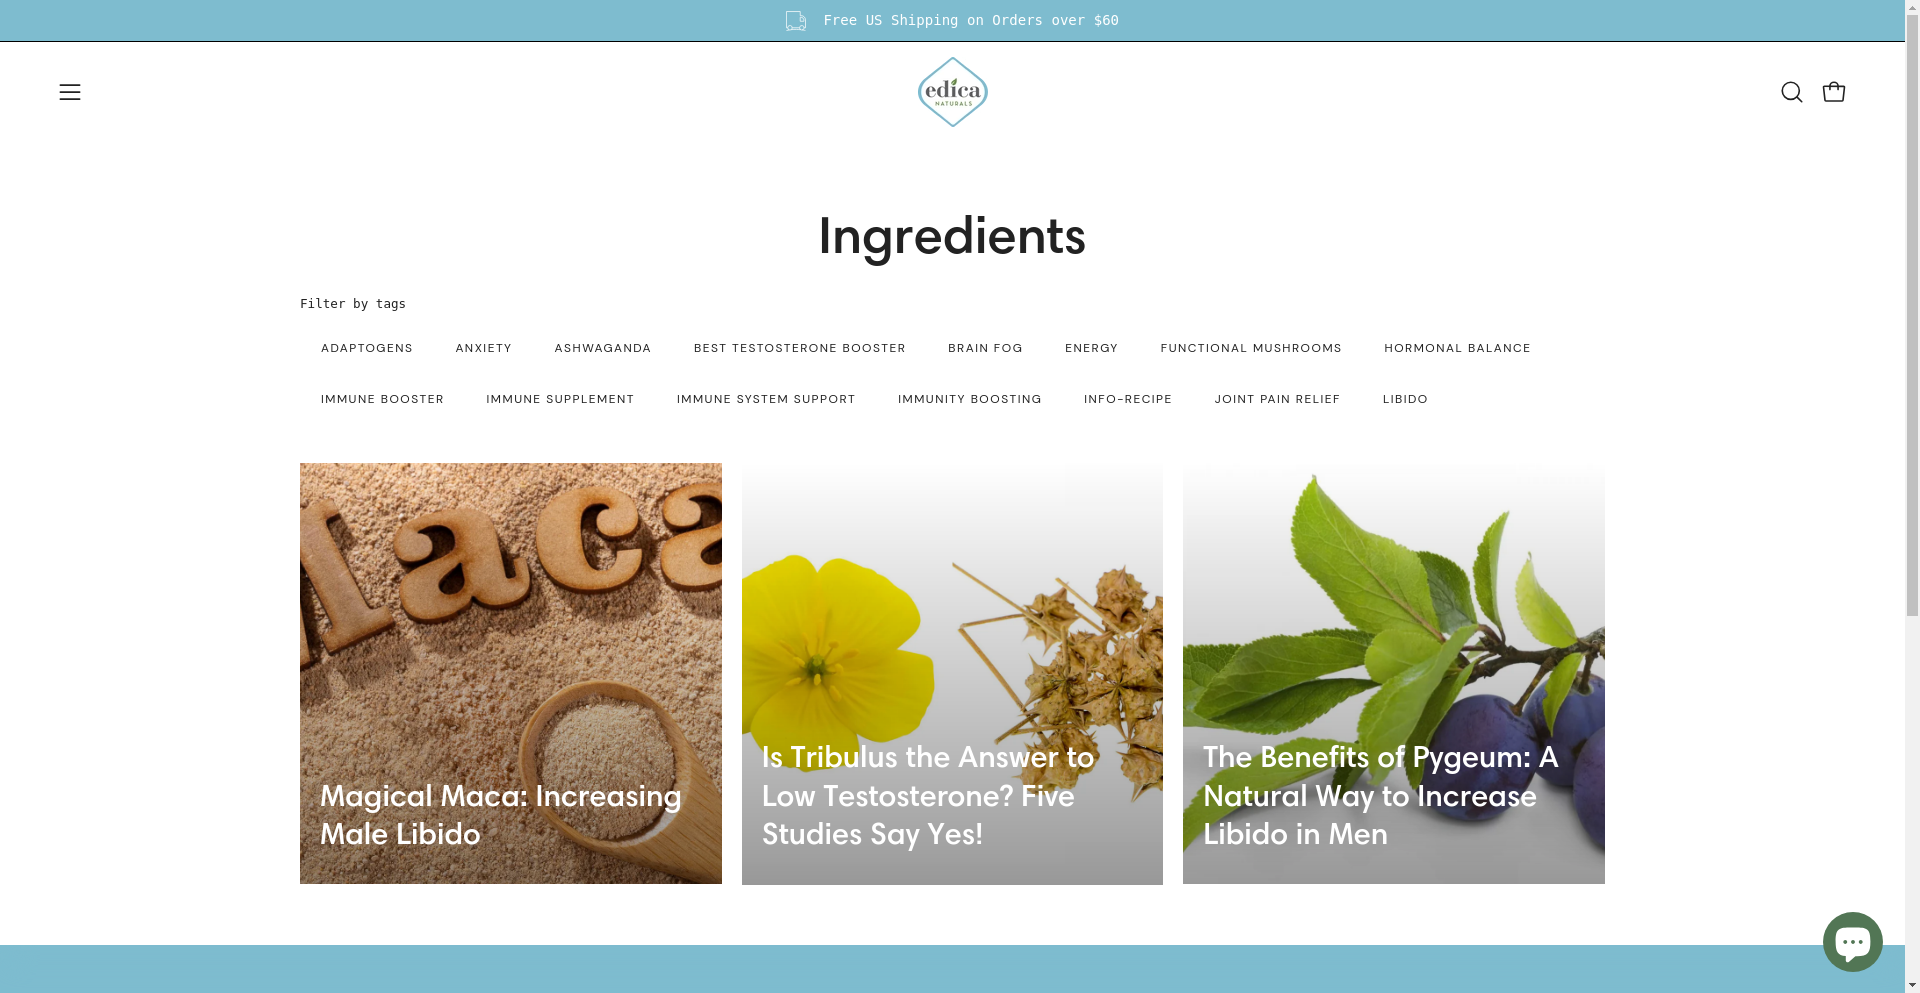 Free US Shipping on Orders over $60
edica
NATURALS
Ingredients
Filter by tags
ADAPTOGENS ANXIETY ASHWAGANDA BEST TESTOSTERONE BOOSTER BRAIN FOG ENERGY FUNCTIONAL MUSHROOMS HORMONAL BALANCE
IMMUNE BOOSTER IMMUNE SUPPLEMENT IMMUNE SYSTEM SUPPORT IMMUNITY BOOSTING INFO-RECIPE JOINT PAIN RELIEF LIBIDO
laca
Magical Maca: Increasing
Male Libido
Is Tribulus the Answer to
Low Testosterone? Five
Studies Say Yes!
The Benefits of Pygeum: A
Natural Way to Increase
Libido in Men